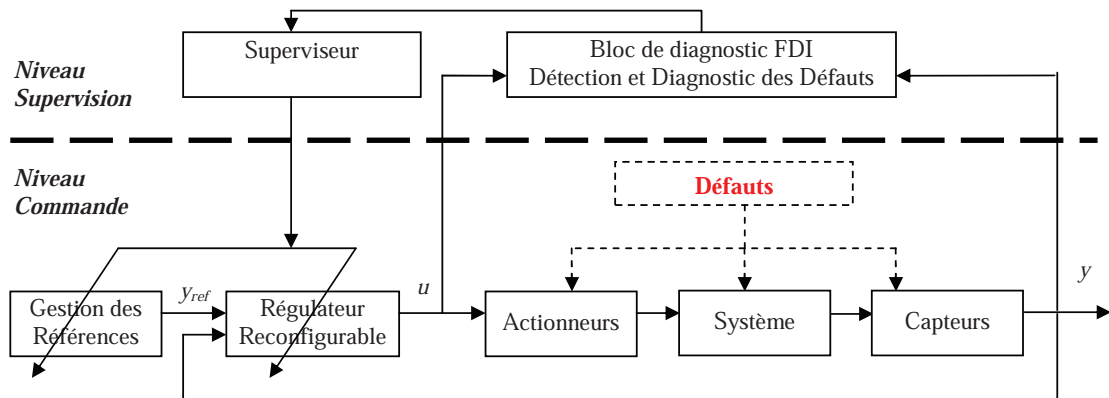 Superviseur
Bloc de diagnostic FDI
Détection et Diagnostic des Défauts
Niveau
Supervision
Niveau
Commande
Défauts
Gestion des
Références
yref
Régulateur
Reconfigurable
u
Actionneurs
Système
Capteurs
y